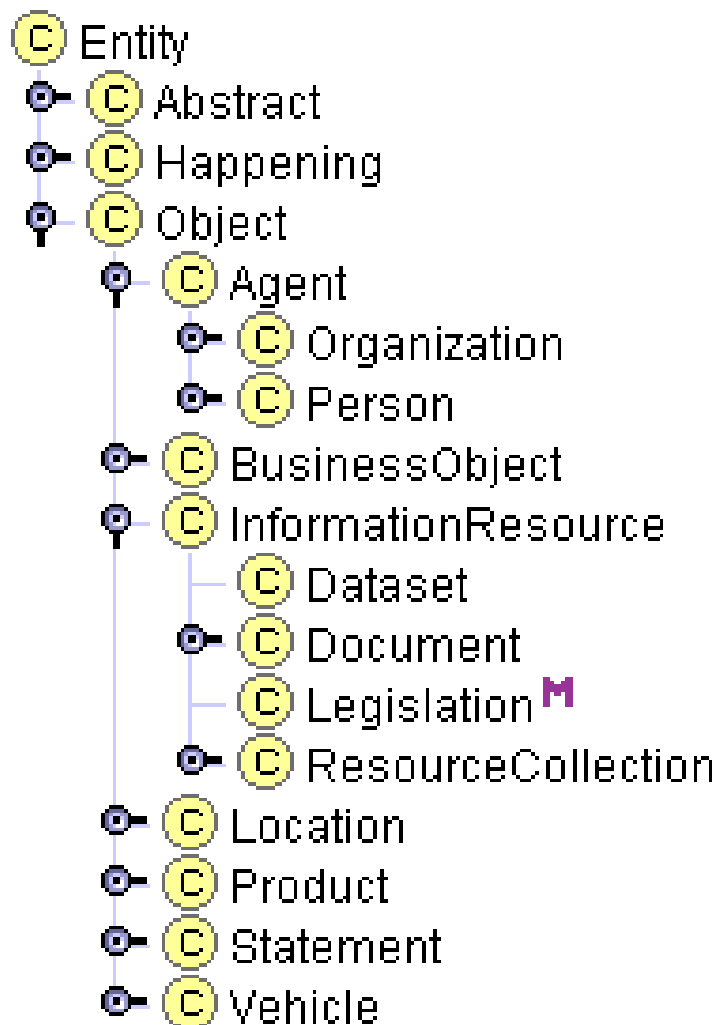 C Entity
C Abstract
C Happening
C Object
C Agent
C Organization
C Person
C BusinessObject
C InformationResource
C Dataset
C Document
C Legislation M
C ResourceCollection
C Location
C Product
C Statement
C Vehicle